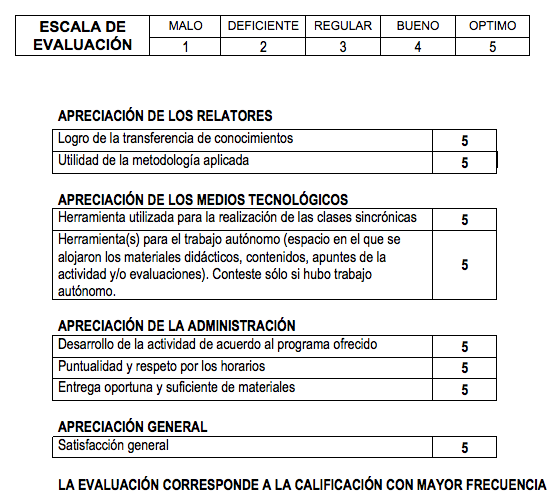 ESCALA DE EVALUACIÓN MALO DEFICIENTE REGULAR BUENO OPTIMO
1 2 3 4 5
APRECIACIÓN DE LOS RELATORES
Logro de la transferencia de conocimientos 5
Utilidad de la metodología aplicada 5
APRECIACIÓN DE LOS MEDIOS TECNOLÓGICOS
Herramienta utilizada para la realización de las clases sincrónicas 5
Herramienta(s) para el trabajo autónomo (espacio en el que se
alojaron los materiales didácticos, contenidos, apuntes de la
actividad y/o evaluaciones). Conteste sólo si hubo trabajo
autónomo. 5
APRECIACIÓN DE LA ADMINISTRACIÓN
Desarrollo de la actividad de acuerdo al programa ofrecido 5
Puntualidad y respeto por los horarios 5
Entrega oportuna y suficiente de materiales 5
APRECIACIÓN GENERAL
Satisfacción general 5
LA EVALUACIÓN CORRESPONDE A LA CALIFICACIÓN CON MAYOR FRECUENCIA